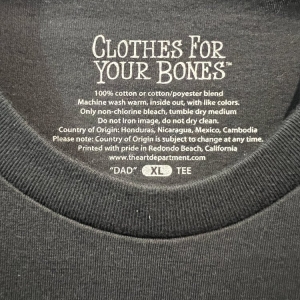 CLOTHES FOR
YOUR BONES™
100% cotton or cotton/poyester blend
Machine wash warm, inside out, with like colors.
Only non-chlorine bleach, tumble dry medium
Do not iron image, do not dry clean.
Country of Origin: Honduras, Nicaragua, Mexico, Cambodia
Please note: Country of Origin is subject to change at any time.
Printed with pride in Redondo Beach, California
www.theartdepartment.com
"DAD" XL TEE